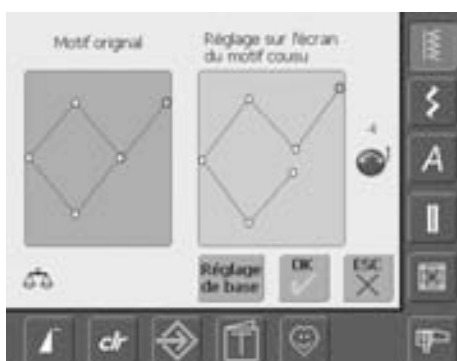 Motif original
Réglage sur l'écran
du motif cousu
-4
Réglage
de base
OK
ESC
A
clr